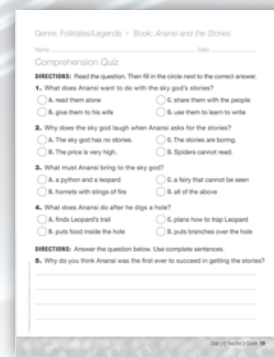 Genre: Folktales/Legends • Book: Anansi and the Stories
Name Date
Comprehension Quiz
DIRECTIONS: Read the question. Then fill in the circle next to the correct answer.
1. What does Anansi want to do with the sky god's stories?
A. read them alone C. share them with the people
B. give them to his wife D. use them to learn to write
2. Why does the sky god laugh when Anansi asks for the stories?
A. The sky god has no stories. C. The stories are boring.
B. The price is very high. D. Spiders cannot read.
3. What must Anansi bring to the sky god?
A. a python and a leopard C. a fairy that cannot be seen
B. hornets with stings of fire D. all of the above
4. What does Anansi do after he digs a hole?
A. finds Leopard's trail C. plans how to trap Leopard
B. puts food inside the hole D. puts branches over the hole
DIRECTIONS: Answer the question below. Use complete sentences.
5. Why do you think Anansi was the first ever to succeed in getting the stories?
Teacher's Guide